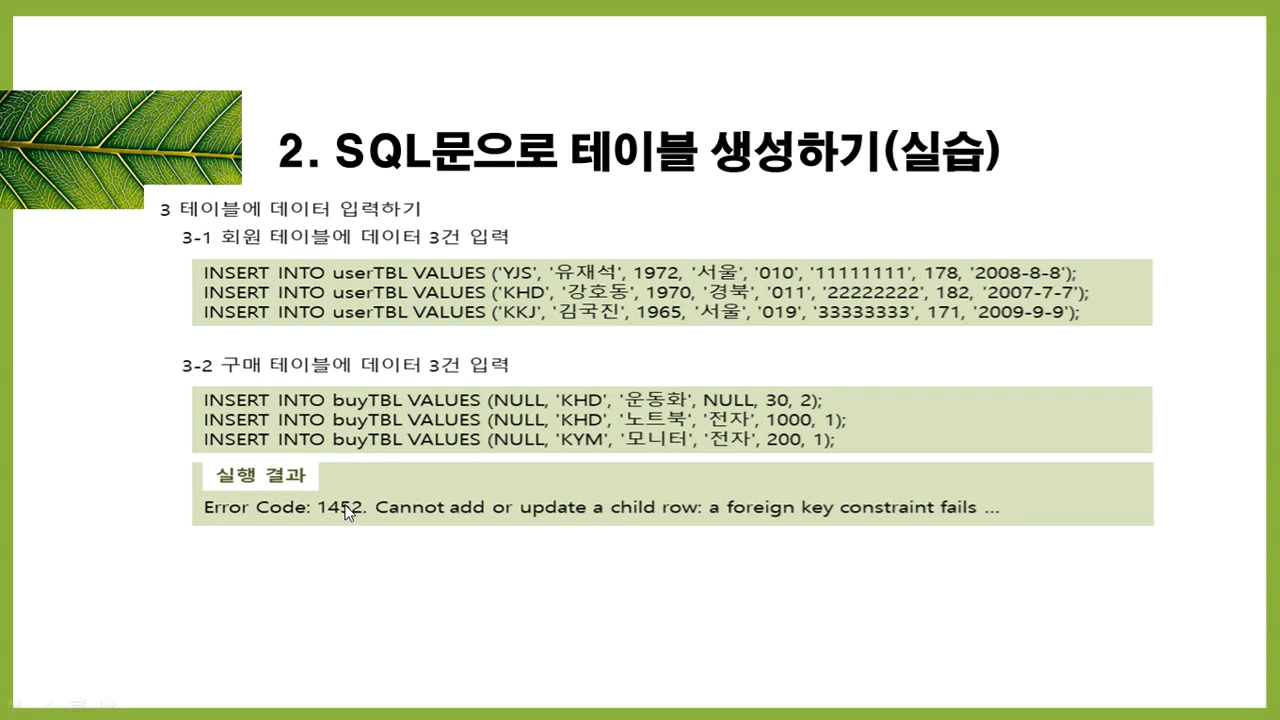 2. SQL문으로 테이블 생성하기(실습)
3 테이블에 데이터 입력하기
3-1 회원 테이블에 데이터 3건 입력
INSERT INTO userTBL VALUES ('YJS', '유재석', 1972, '서울', '010', '11111111', 178, '2008-8-8');
INSERT INTO userTBL VALUES ('KHD', '강호동', 1970, '경북', '011', '22222222', 182, '2007-7-7');
INSERT INTO userTBL VALUES ('KKJ', '김국진', 1965, '서울', '019', '33333333', 171, '2009-9-9');
3-2 구매 테이블에 데이터 3건 입력
INSERT INTO buyTBL VALUES (NULL, 'KHD', '운동화', NULL, 30, 2);
INSERT INTO buyTBL VALUES (NULL, 'KHD', '노트북', '전자', 1000, 1);
INSERT INTO buyTBL VALUES (NULL, 'KYM', '모니터', '전자', 200, 1);
실행 결과
Error Code: 1452. Cannot add or update a child row: a foreign key constraint fails ...